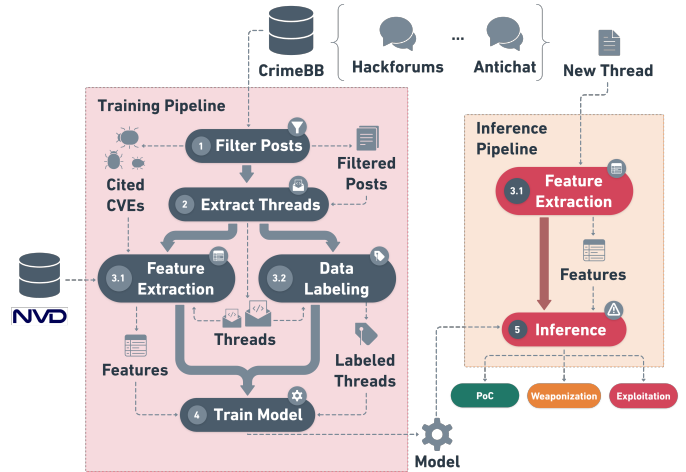 CrimeBB
Hackforums
...
Antichat
New Thread
Training Pipeline
1
Filter Posts
Cited
CVEs
Filtered
Posts
2
Extract Threads
NVD
3.1
Feature
Extraction
3.2
Data
Labeling
Threads
Features
Labeled
Threads
4
Train Model
Model
Inference
Pipeline
3.1
Feature
Extraction
Features
5
Inference
PoC
Weaponization
Exploitation